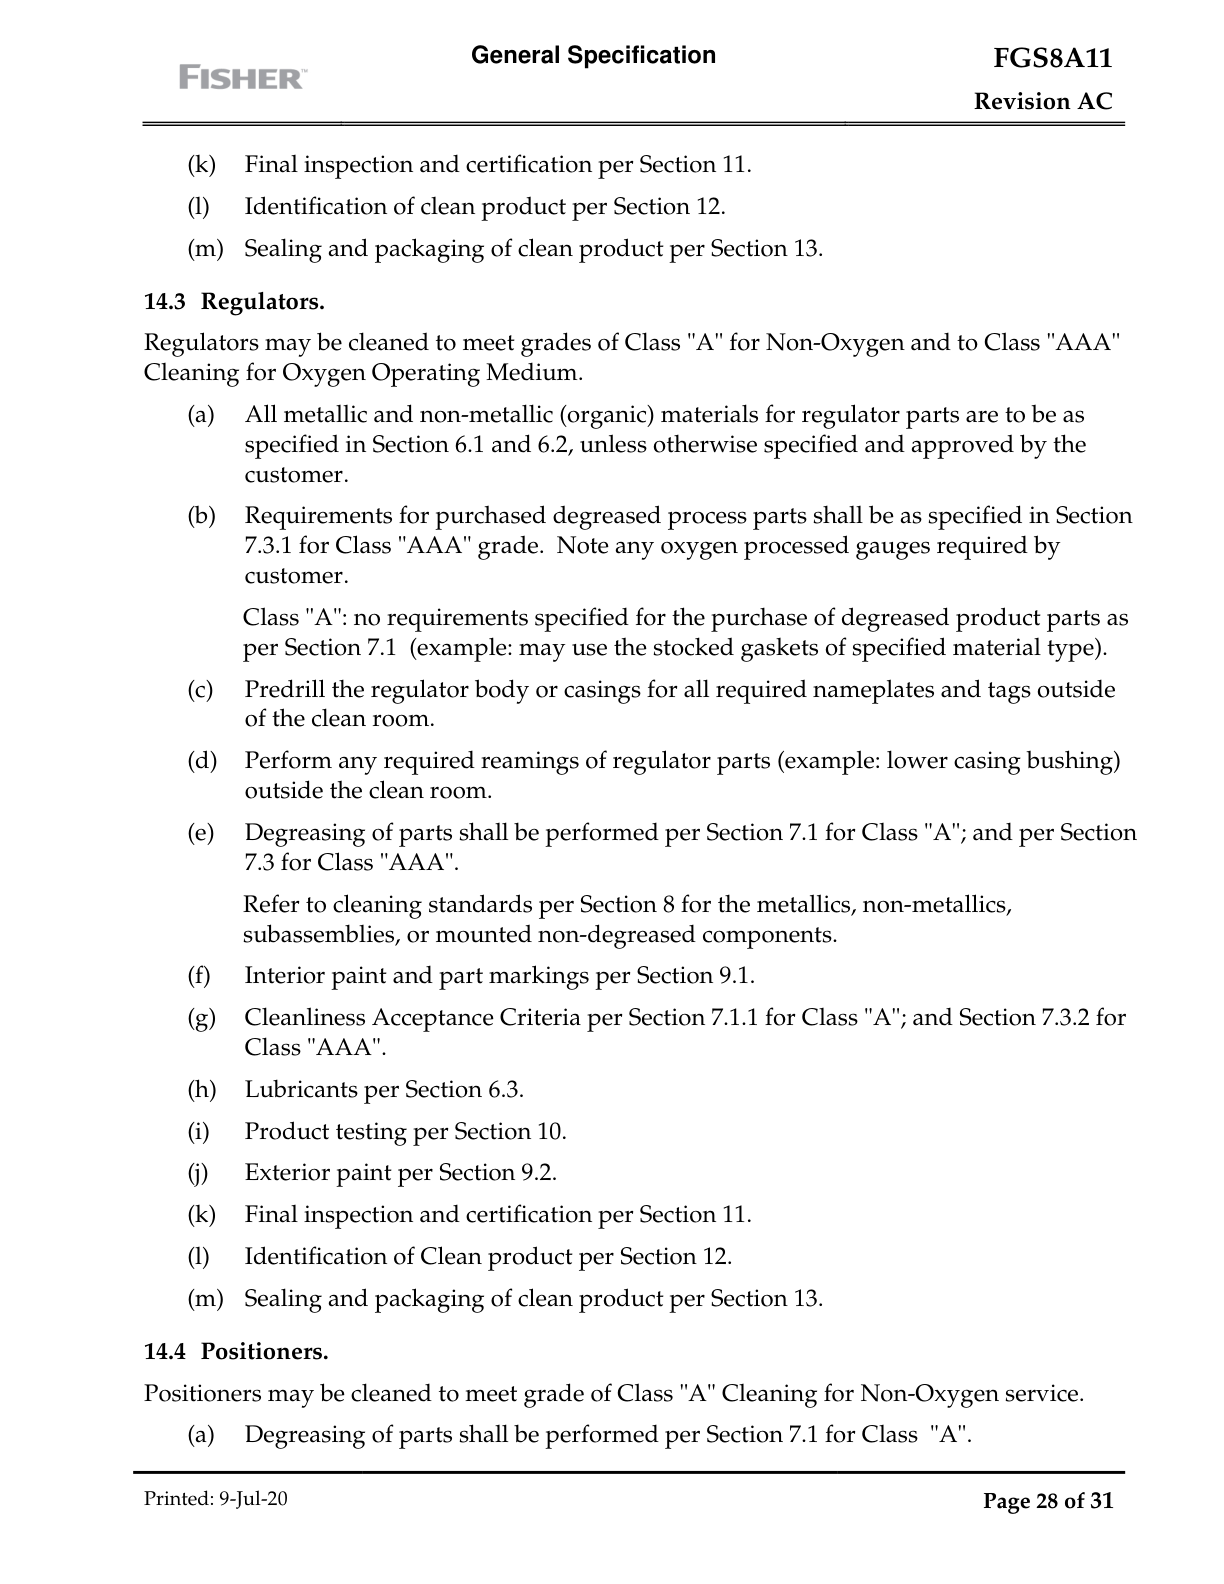 General Specification
FGS8A11
FISHER™
Revision AC
(k) Final inspection and certification per Section 11.
(l) Identification of clean product per Section 12.
(m) Sealing and packaging of clean product per Section 13.
14.3 Regulators.
Regulators may be cleaned to meet grades of Class "A" for Non-Oxygen and to Class "AAA"
Cleaning for Oxygen Operating Medium.
(a) All metallic and non-metallic (organic) materials for regulator parts are to be as
specified in Section 6.1 and 6.2, unless otherwise specified and approved by the
customer.
(b) Requirements for purchased degreased process parts shall be as specified in Section
7.3.1 for Class "AAA" grade.  Note any oxygen processed gauges required by
customer.
Class "A": no requirements specified for the purchase of degreased product parts as
per Section 7.1  (example: may use the stocked gaskets of specified material type).
(c) Predrill the regulator body or casings for all required nameplates and tags outside
of the clean room.
(d) Perform any required reamings of regulator parts (example: lower casing bushing)
outside the clean room.
(e) Degreasing of parts shall be performed per Section 7.1 for Class "A"; and per Section
7.3 for Class "AAA".
Refer to cleaning standards per Section 8 for the metallics, non-metallics,
subassemblies, or mounted non-degreased components.
(f) Interior paint and part markings per Section 9.1.
(g) Cleanliness Acceptance Criteria per Section 7.1.1 for Class "A"; and Section 7.3.2 for
Class "AAA".
(h) Lubricants per Section 6.3.
(i) Product testing per Section 10.
(j) Exterior paint per Section 9.2.
(k) Final inspection and certification per Section 11.
(l) Identification of Clean product per Section 12.
(m) Sealing and packaging of clean product per Section 13.
14.4 Positioners.
Positioners may be cleaned to meet grade of Class "A" Cleaning for Non-Oxygen service.
(a) Degreasing of parts shall be performed per Section 7.1 for Class  "A".
Printed: 9-Jul-20
Page 28 of 31